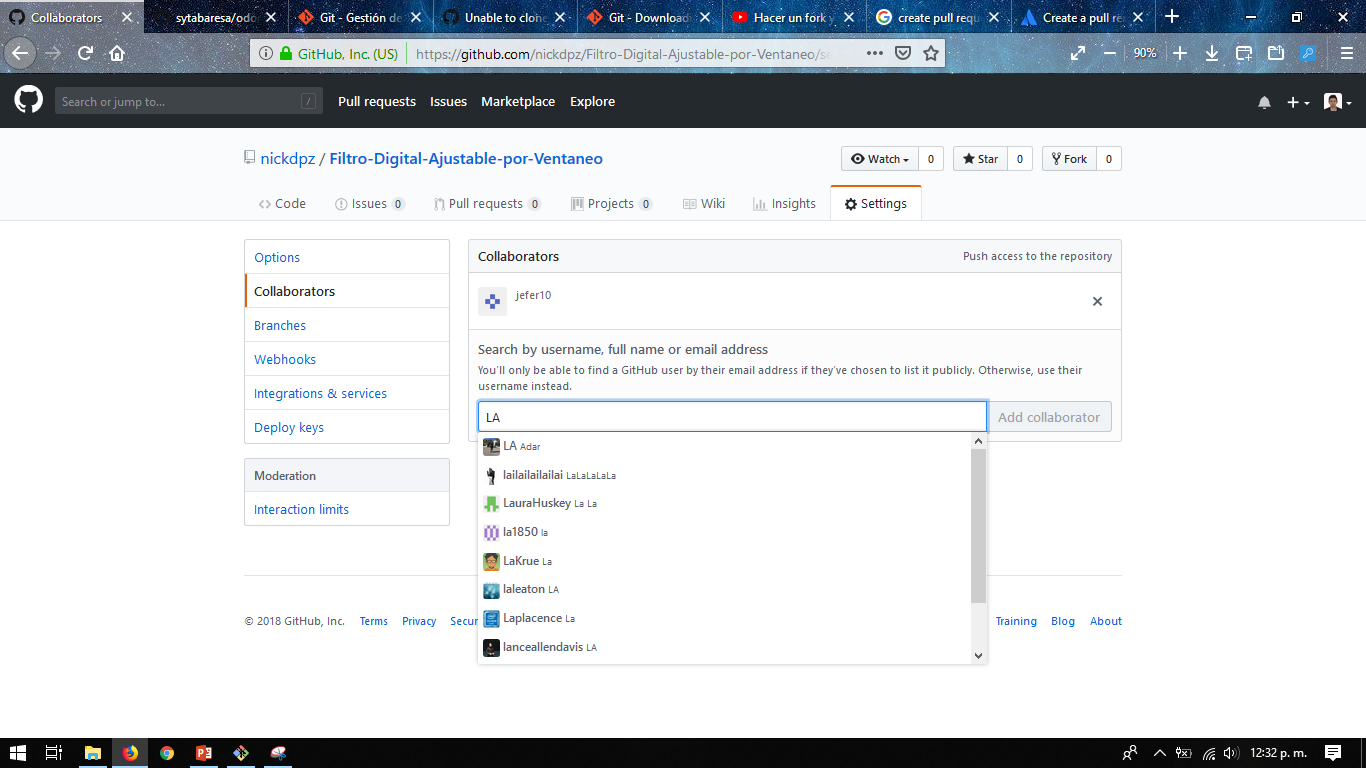 Collaborators
sytabaresa/odo
Git - Gestión de
Unable to clone
Git - Download
Hacer un fork y
create pull requ
Create a pull re
GitHub, Inc. (US) https://github.com/nickdpz/Filtro-Digital-Ajustable-por-Ventaneo/se
90%
Search or jump to... /
Pull requests Issues Marketplace Explore
nickdpz / Filtro-Digital-Ajustable-por-Ventaneo
Watch 0 Star 0 Fork 0
Code Issues 0 Pull requests 0 Projects 0 Wiki Insights Settings
Options
Collaborators
Branches
Webhooks
Integrations & services
Deploy keys
Moderation
Interaction limits
Collaborators Push access to the repository
jefer10
Search by username, full name or email address
You'll only be able to find a GitHub user by their email address if they've chosen to list it publicly. Otherwise, use their
username instead.
LA Add collaborator
LA Adar
lailailailailai LaLaLaLaLa
LauraHuskey La La
la1850 la
LaKrue La
laleaton LA
Laplacence La
lanceallendavis LA
© 2018 GitHub, Inc. Terms Privacy Secur Training Blog About
12:32 p. m.